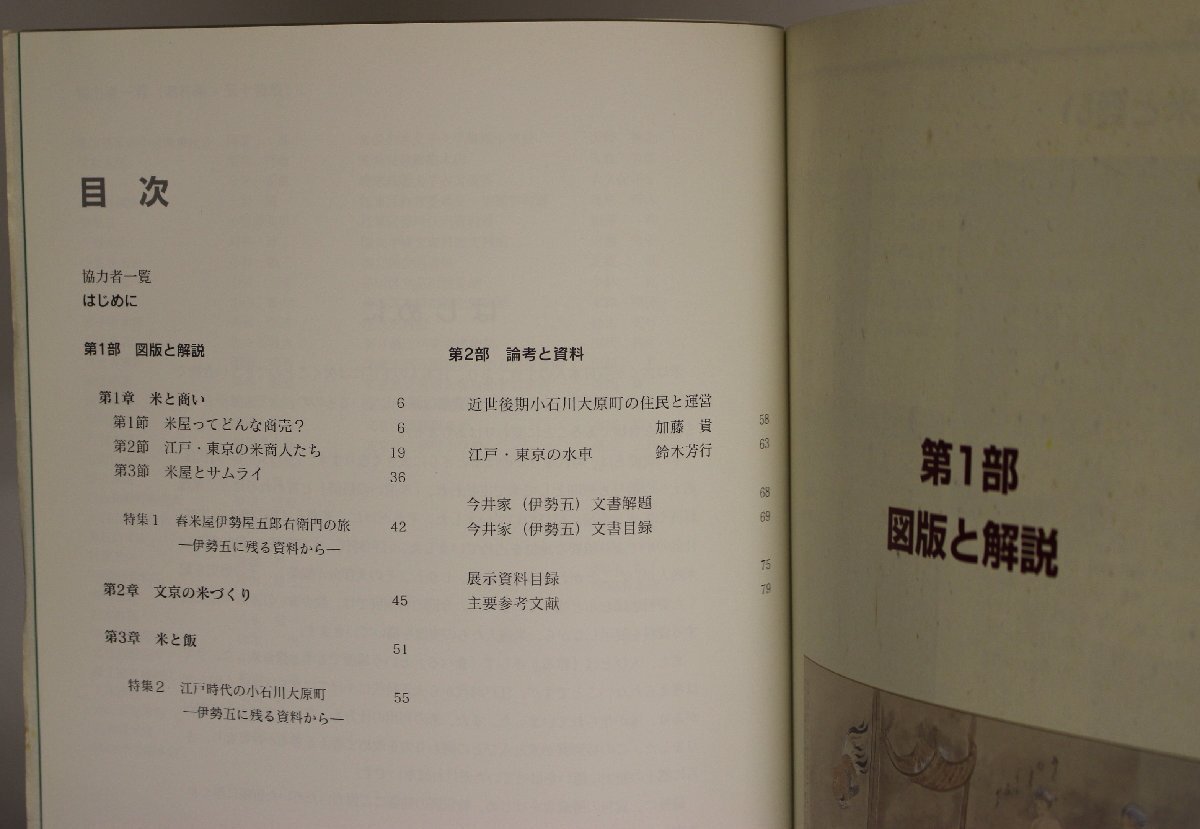 目 次
協力者一覧
はじめに
第1部 図版と解説
第1章 米と商い 6
第1節 米屋ってどんな商売？ 6
第2節 江戸・東京の米商人たち 19
第3節 米屋とサムライ 36
特集1 舂米屋伊勢屋五郎右衛門の旅 42
―伊勢五に残る資料から―
第2章 文京の米づくり 45
第3章 米と飯 51
特集2 江戸時代の小石川大原町 55
―伊勢五に残る資料から―
第2部 論考と資料
近世後期小石川大原町の住民と運営
加藤 貴 58
江戸・東京の水車 鈴木芳行 63
今井家（伊勢五）文書解題 68
今井家（伊勢五）文書目録 69
展示資料目録 75
主要参考文献 79
第1部
図版と解説